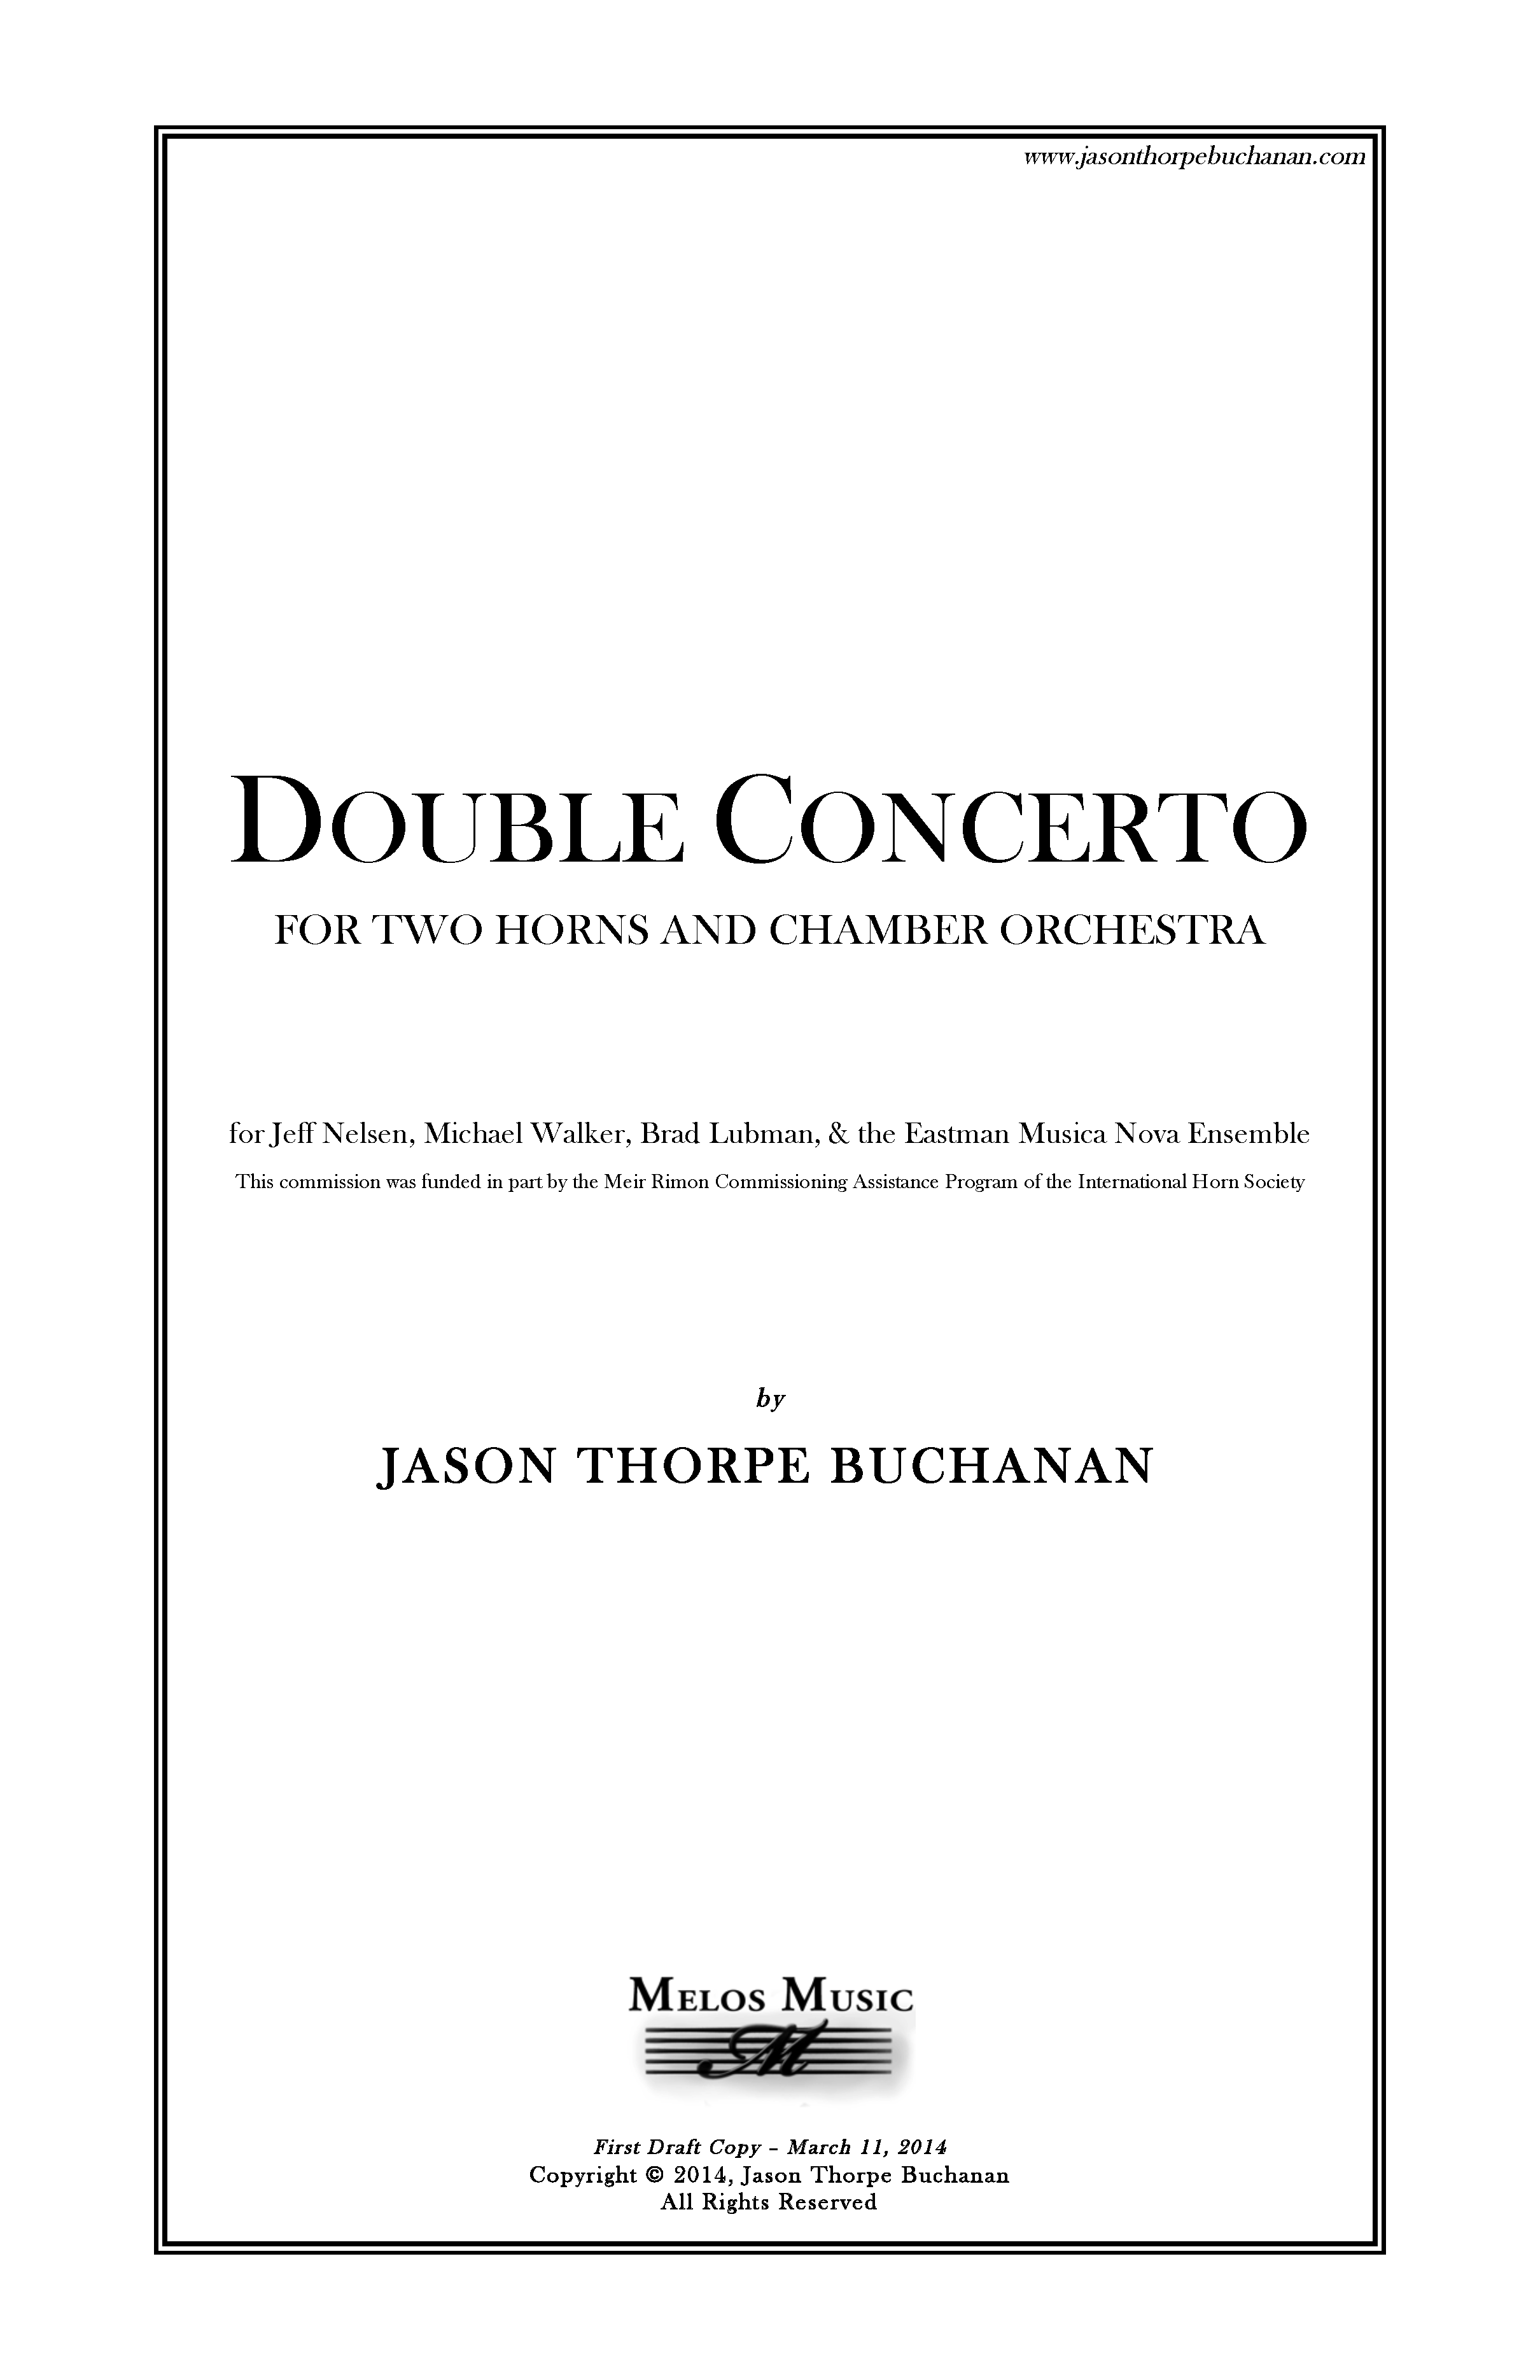 www.jasonthorpebuchanan.com
DOUBLE CONCERTO
FOR TWO HORNS AND CHAMBER ORCHESTRA
for Jeff Nelsen, Michael Walker, Brad Lubman, & the Eastman Musica Nova Ensemble
This commission was funded in part by the Meir Rimon Commissioning Assistance Program of the International Horn Society
by
JASON THORPE BUCHANAN
MELOS MUSIC
M
First Draft Copy – March 11, 2014
Copyright © 2014, Jason Thorpe Buchanan
All Rights Reserved